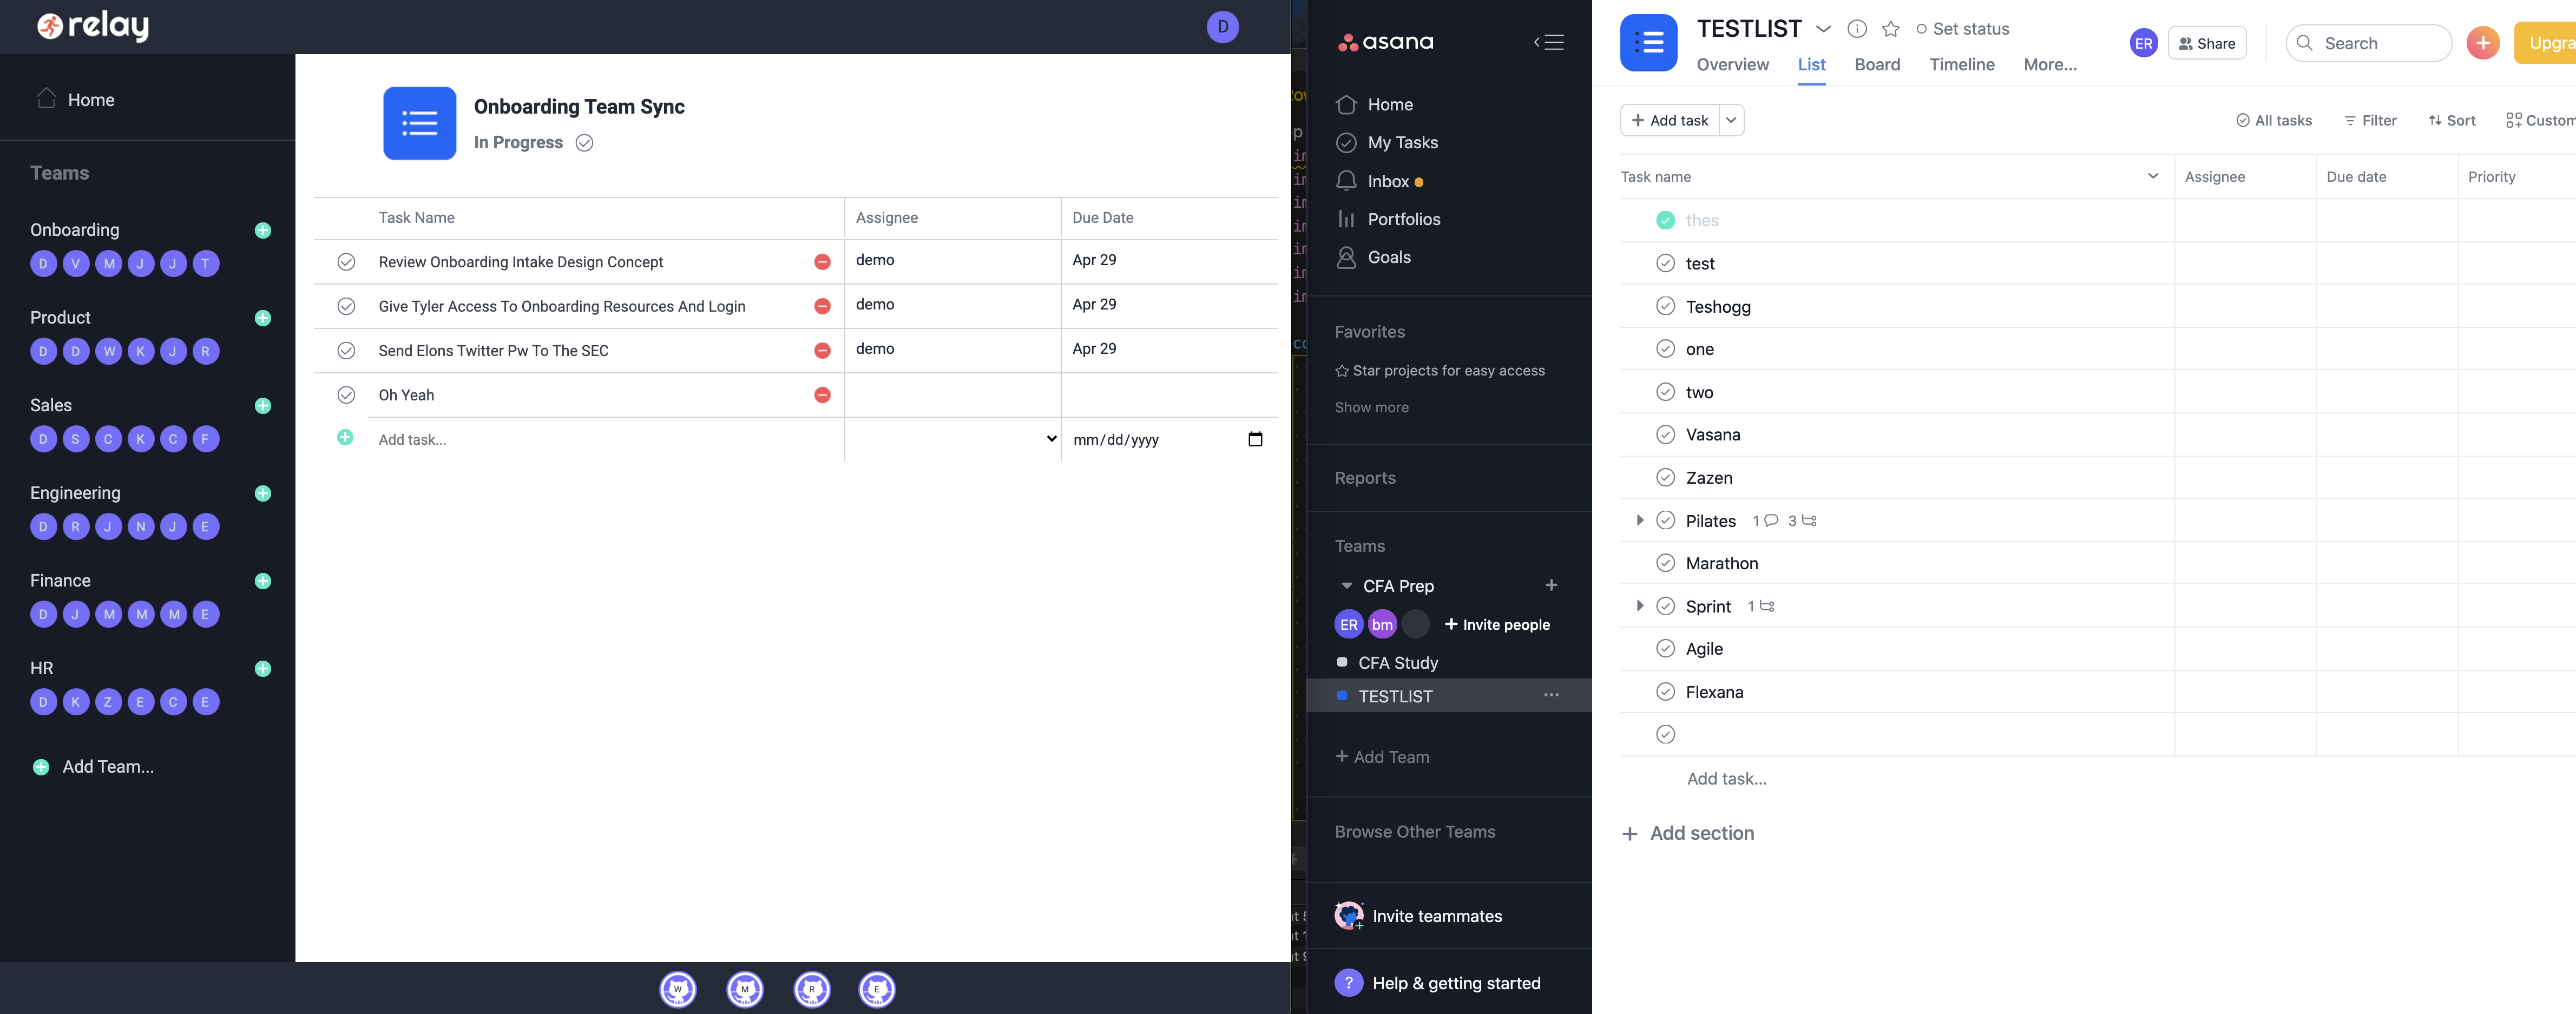 relay
D
Home
Teams
Onboarding
D V M J J T
Product
D D W K J R
Sales
D S C K C F
Engineering
D R J N J E
Finance
D J M M M E
HR
D K Z E C E
Add Team...
Onboarding Team Sync
In Progress
Task Name Assignee Due Date
Review Onboarding Intake Design Concept demo Apr 29
Give Tyler Access To Onboarding Resources And Login demo Apr 29
Send Elons Twitter Pw To The SEC demo Apr 29
Oh Yeah
Add task... mm/dd/yyyy
W M R E
asana
Home
My Tasks
Inbox
Portfolios
Goals
Favorites
Star projects for easy access
Show more
Reports
Teams
CFA Prep +
ER bm + Invite people
CFA Study
TESTLIST ...
+ Add Team
Browse Other Teams
Invite teammates
? Help & getting started
TESTLIST Set status
Overview List Board Timeline More...
ER Share Search +
+ Add task
All tasks Filter Sort
Task name Assignee Due date Priority
thes
test
Teshogg
one
two
Vasana
Zazen
Pilates 1 3
Marathon
Sprint 1
Agile
Flexana
Add task...
+ Add section